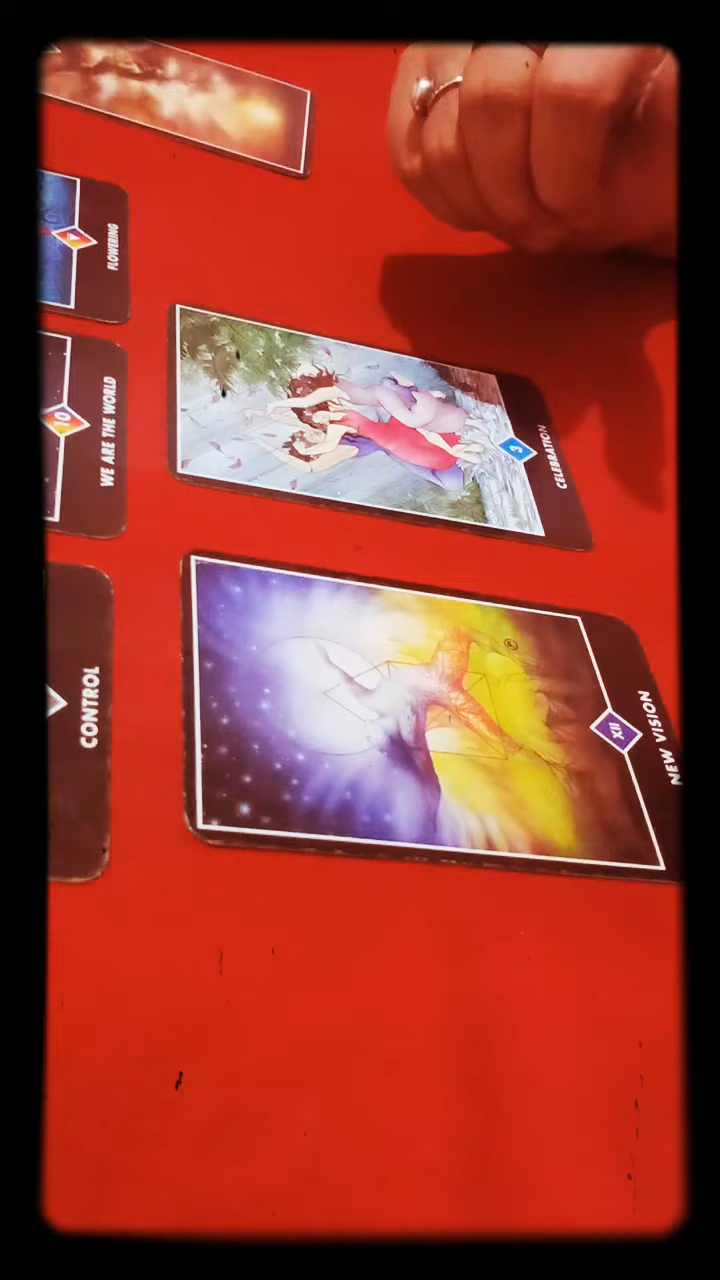 FLOWERING
10
WE ARE THE WORLD
CONTROL
3
CELEBRATION
XII
NEW VISION